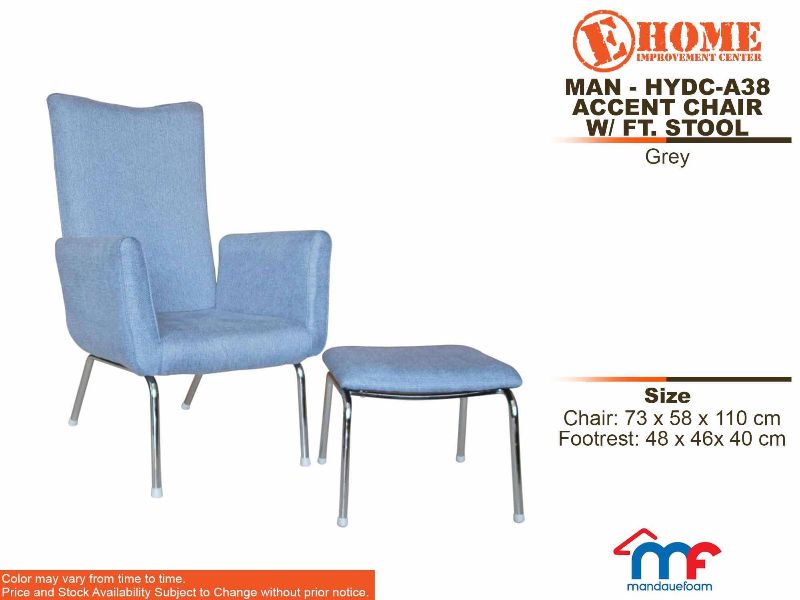 E HOME
IMPROVEMENT CENTER
MAN - HYDC-A38
ACCENT CHAIR
W/ FT. STOOL
Grey
Size
Chair: 73 x 58 x 110 cm
Footrest: 48 x 46x 40 cm
mf
mandauefoam
Color may vary from time to time.
Price and Stock Availability Subject to Change without prior notice.